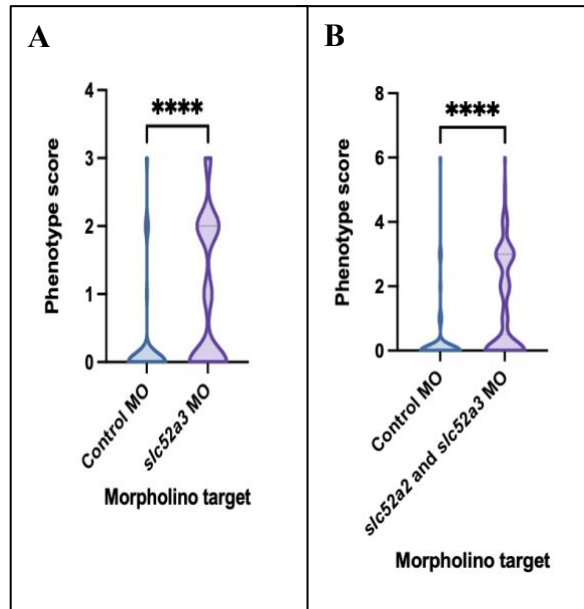 A
****
4
3
2
1
0
Phenotype score
Control MO
slc52a3 MO
Morpholino target
B
****
8
6
4
2
0
Phenotype score
Control MO
slc52a2 and slc52a3 MO
Morpholino target